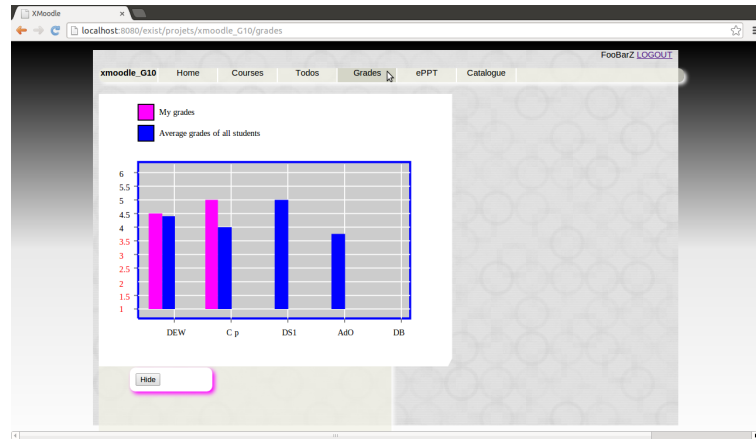 XMoodle
localhost:8080/exist/projets/xmoodle_G10/grades
FooBarZ LOGOUT
xmoodle_G10 Home Courses Todos Grades ePPT Catalogue
My grades
Average grades of all students
6
5.5
5
4.5
4
3.5
3
2.5
2
1.5
1
DEW C p DS1 AdO DB
Hide